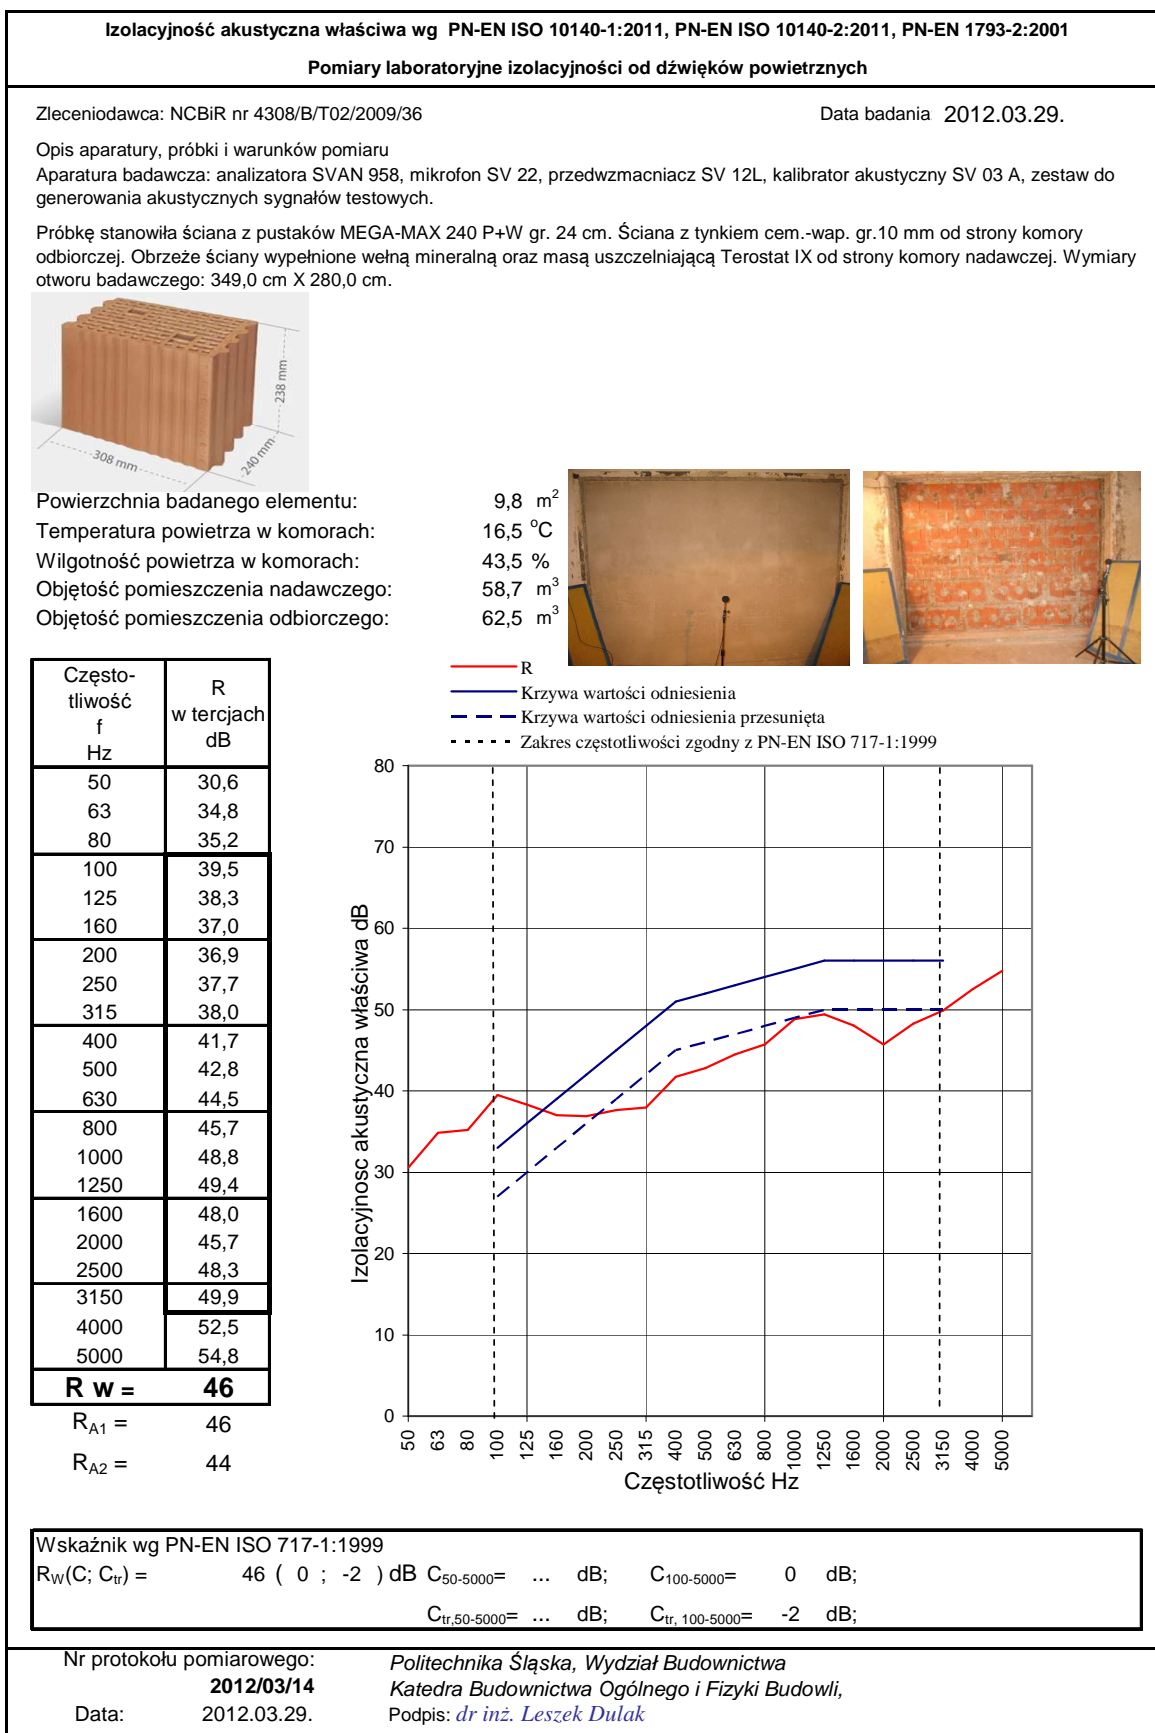 Izolacyjność akustyczna właściwa wg PN-EN ISO 10140-1:2011, PN-EN ISO 10140-2:2011, PN-EN 1793-2:2001
Pomiary laboratoryjne izolacyjności od dźwięków powietrznych
Zleceniodawca: NCBiR nr 4308/B/T02/2009/36 Data badania 2012.03.29.
Opis aparatury, próbki i warunków pomiaru
Aparatura badawcza: analizatora SVAN 958, mikrofon SV 22, przedwzmacniacz SV 12L, kalibrator akustyczny SV 03 A, zestaw do
generowania akustycznych sygnałów testowych.
Próbkę stanowiła ściana z pustaków MEGA-MAX 240 P+W gr. 24 cm. Ściana z tynkiem cem.-wap. gr.10 mm od strony komory
odbiorczej. Obrzeże ściany wypełnione wełną mineralną oraz masą uszczelniającą Terostat IX od strony komory nadawczej. Wymiary
otworu badawczego: 349,0 cm X 280,0 cm.
238 mm
308 mm
240 mm
Powierzchnia badanego elementu: 9,8 m2
Temperatura powietrza w komorach: 16,5 oC
Wilgotność powietrza w komorach: 43,5 %
Objętość pomieszczenia nadawczego: 58,7 m3
Objętość pomieszczenia odbiorczego: 62,5 m3
Często-
tliwość
f
Hz
R
w tercjach
dB
50 30,6
63 34,8
80 35,2
100 39,5
125 38,3
160 37,0
200 36,9
250 37,7
315 38,0
400 41,7
500 42,8
630 44,5
800 45,7
1000 48,8
1250 49,4
1600 48,0
2000 45,7
2500 48,3
3150 49,9
4000 52,5
5000 54,8
R w = 46
RA1 = 46
RA2 = 44
R
Krzywa wartości odniesienia
Krzywa wartości odniesienia przesunięta
Zakres częstotliwości zgodny z PN-EN ISO 717-1:1999
Izolacyjnosc akustyczna właściwa dB
80
70
60
50
40
30
20
10
0
50 63 80 100 125 160 200 250 315 400 500 630 800 1000 1250 1600 2000 2500 3150 4000 5000
Częstotliwość Hz
Wskaźnik wg PN-EN ISO 717-1:1999
RW(C; Ctr) = 46 ( 0 ; -2 ) dB C50-5000= ... dB; C100-5000= 0 dB;
Ctr,50-5000= ... dB; Ctr, 100-5000= -2 dB;
Nr protokołu pomiarowego:
2012/03/14
Data: 2012.03.29.
Politechnika Śląska, Wydział Budownictwa
Katedra Budownictwa Ogólnego i Fizyki Budowli,
Podpis: dr inż. Leszek Dulak